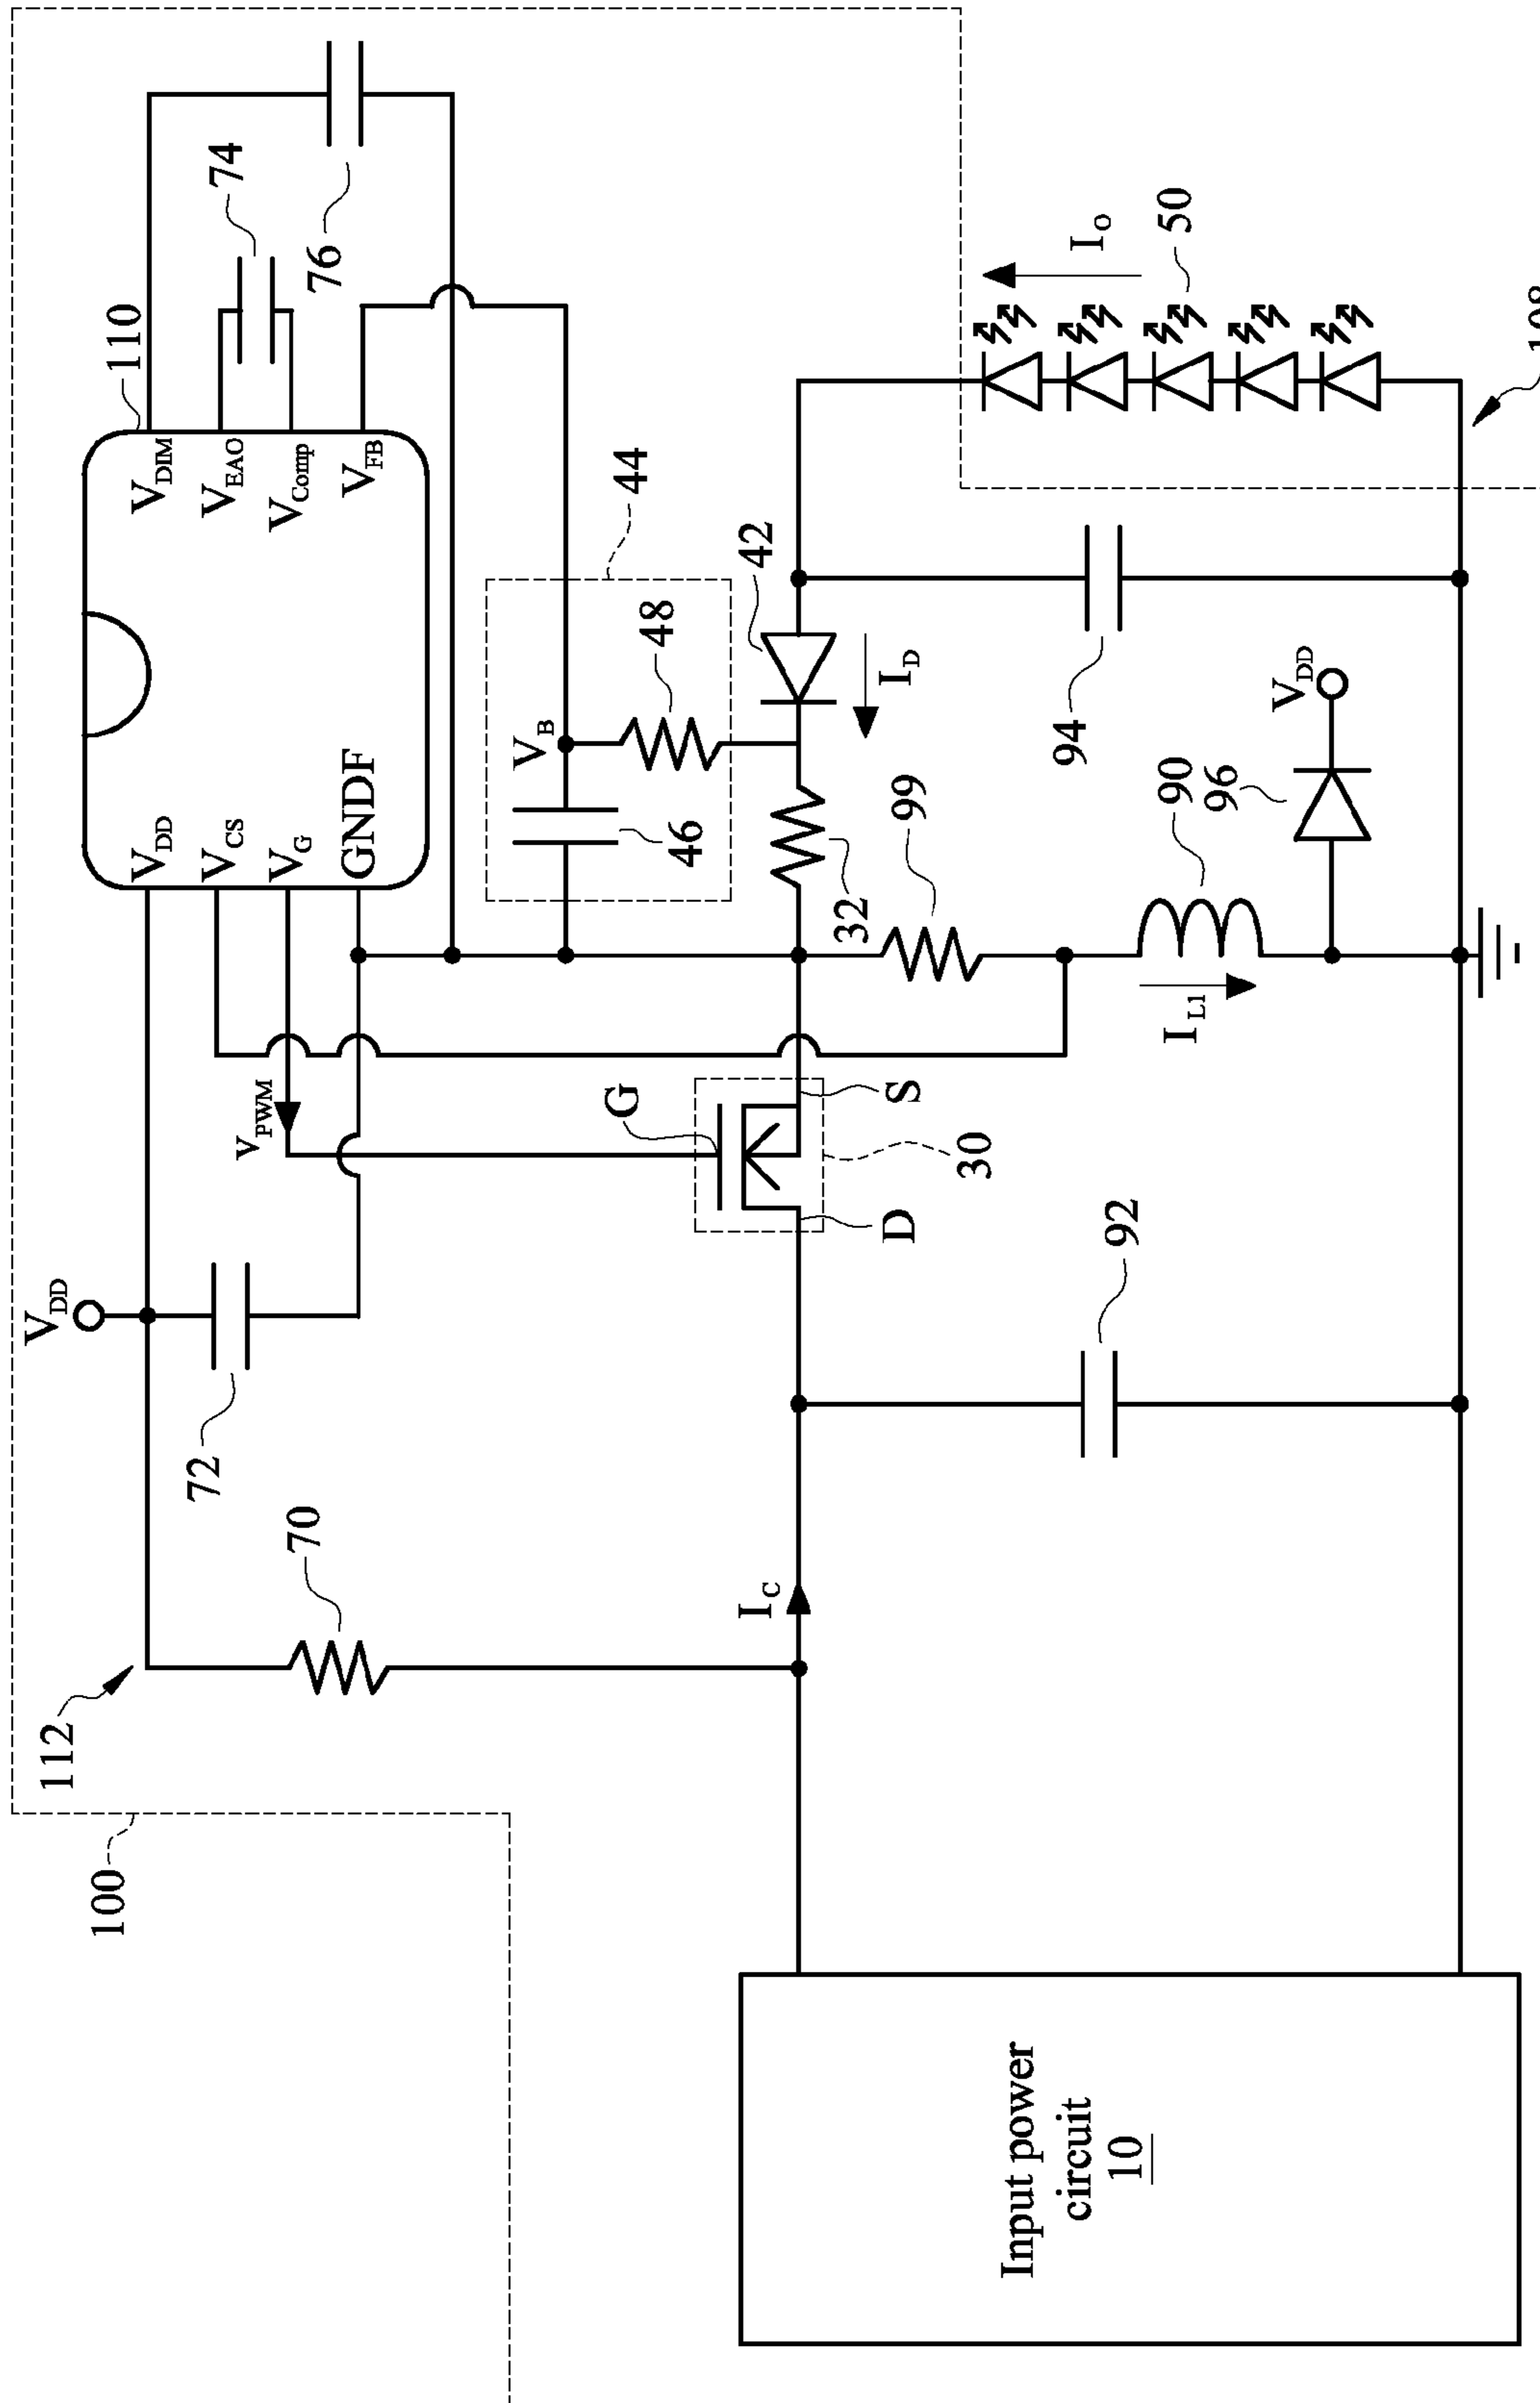 100
112
V_DD
72
70
V_DD
V_CS
V_G
GNDF
V_DIM
V_EAO
V_Comp
V_FB
110
74
76
V_PWM
G
S
D
30
44
V_B
46
48
42
I_D
32
99
I_C
92
I_L1
90
96
V_DD
94
I_O
50
Input power
circuit
10